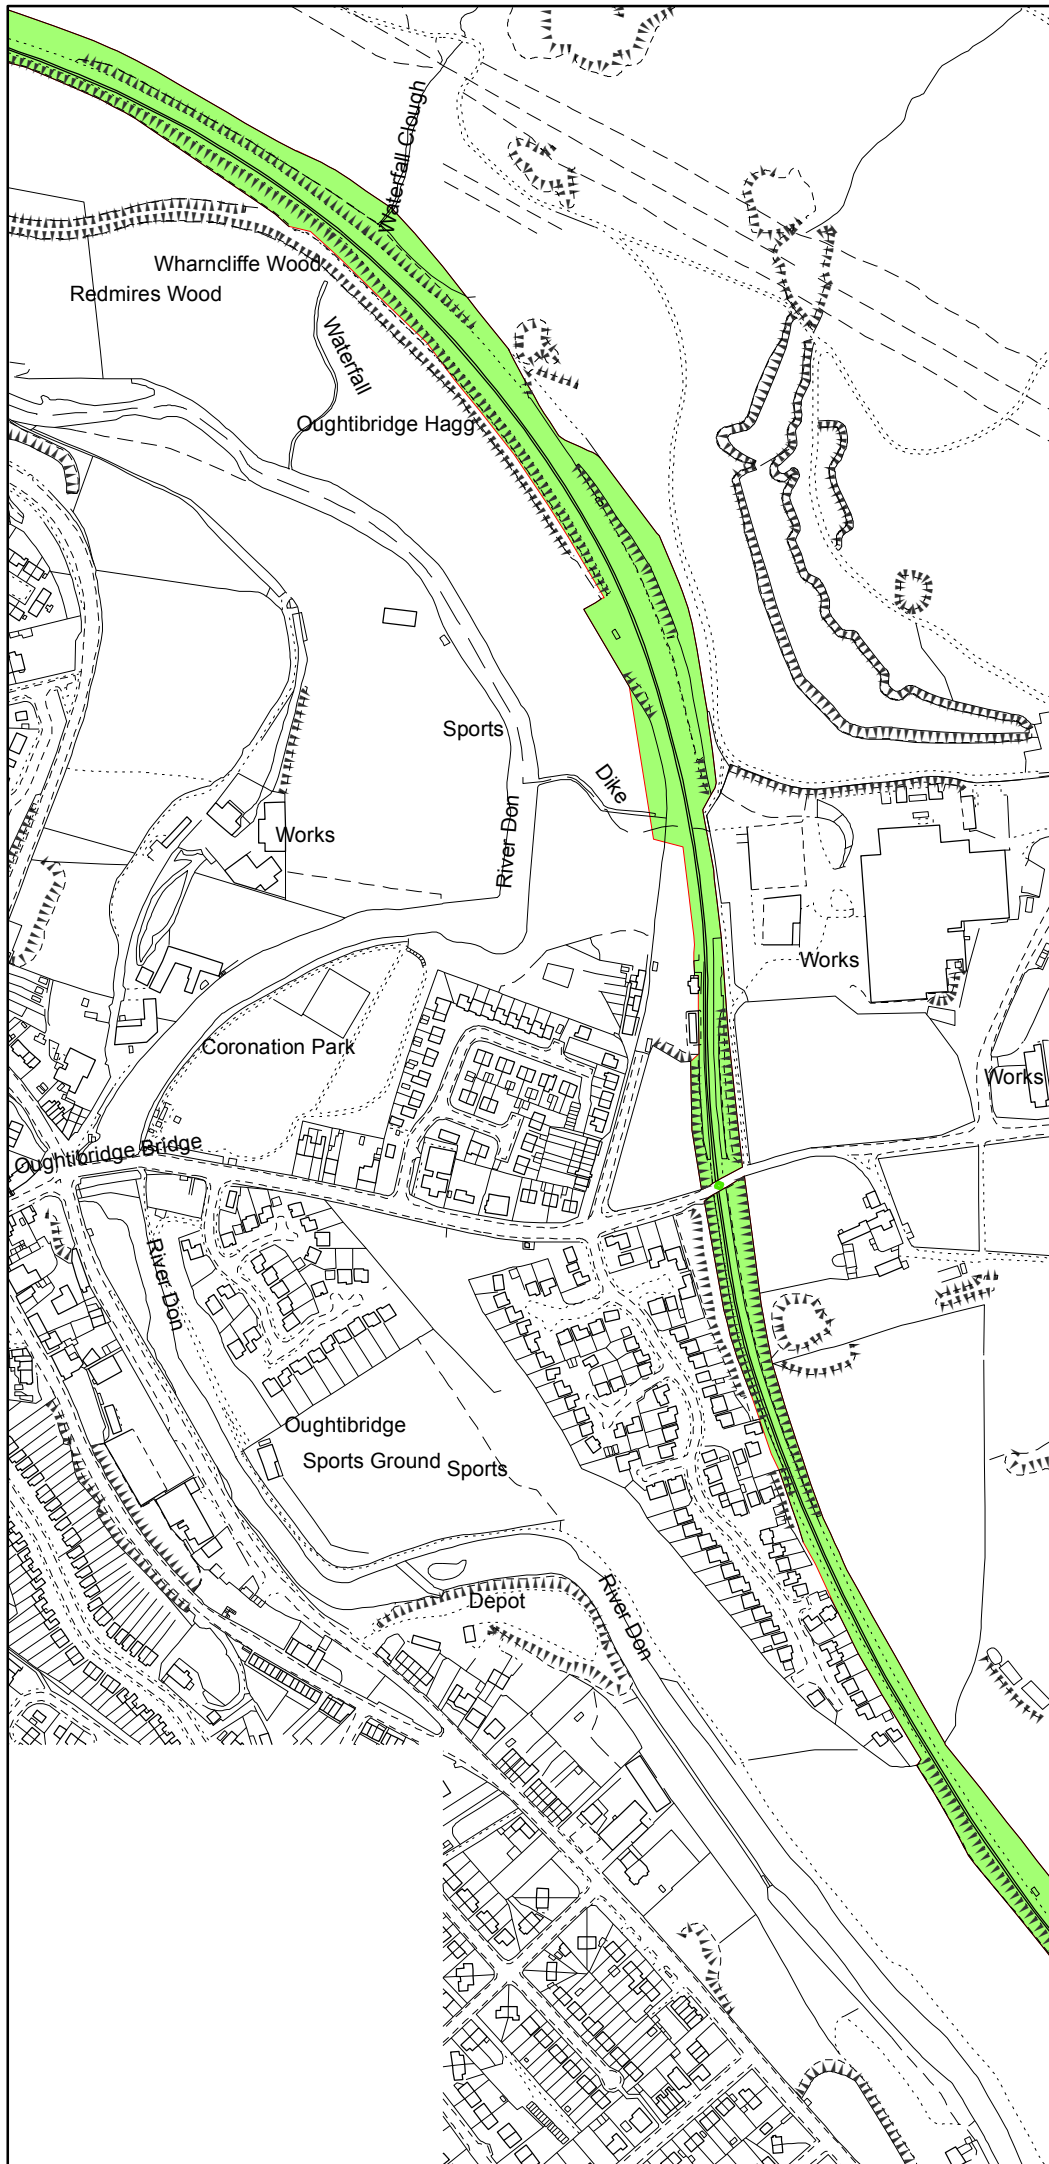 Waterfall Clough
Wharncliffe Wood
Redmires Wood
Waterfall
Oughtibridge Hagg
Sports
Dike
River Don
Works
Works
Coronation Park
Works
Oughtibridge Bridge
River Don
Oughtibridge
Sports Ground
Sports
Depot
River Don